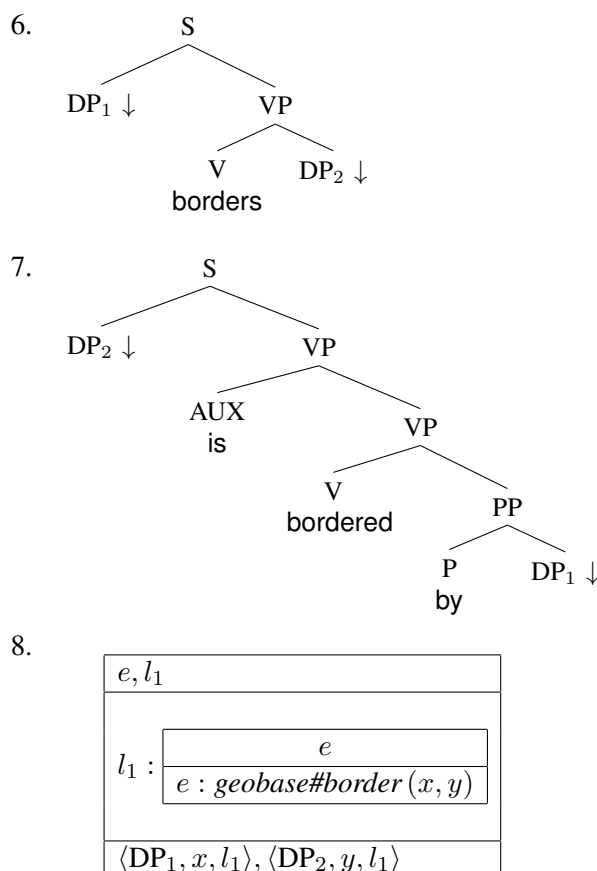 6.
S
DP₁ ↓ VP
V DP₂ ↓
borders
7.
S
DP₂ ↓ VP
AUX VP
is
V PP
bordered
P DP₁ ↓
by
8.
e, l₁
l₁ : e
e : geobase#border (x, y)
⟨DP₁, x, l₁⟩, ⟨DP₂, y, l₁⟩